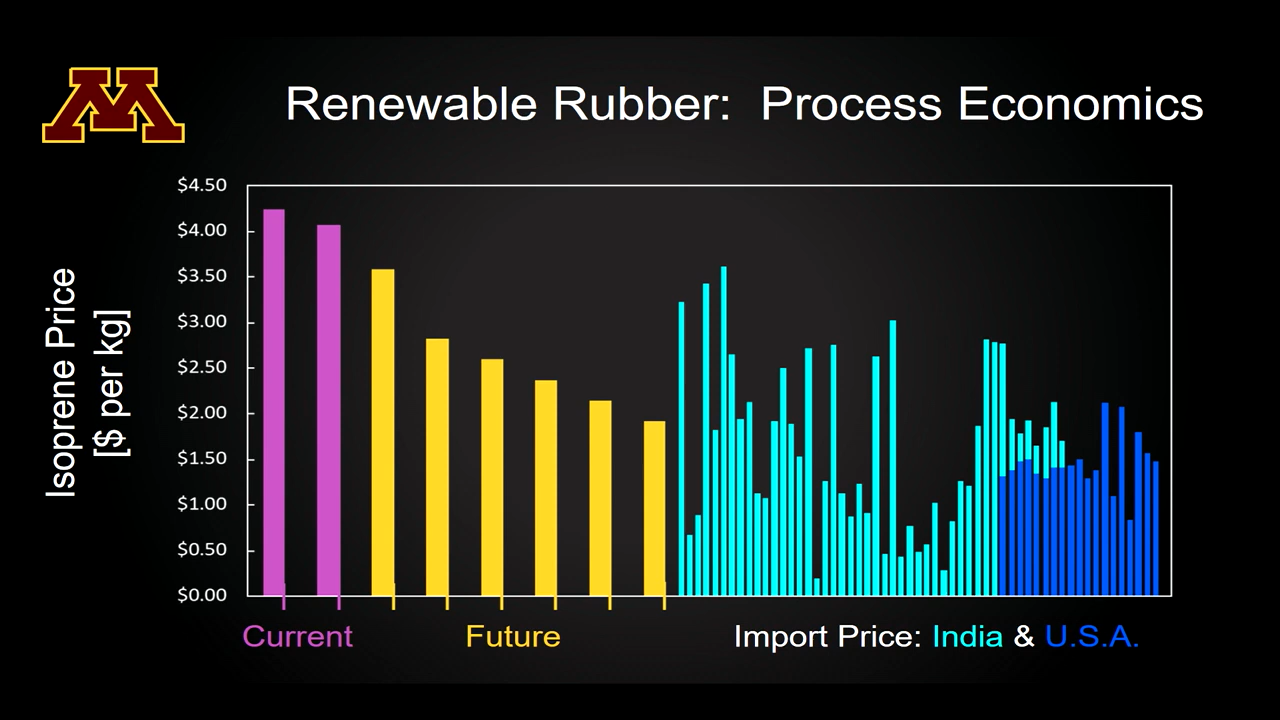 M
Renewable Rubber: Process Economics
$4.50
$4.00
$3.50
$3.00
$2.50
$2.00
$1.50
$1.00
$0.50
$0.00
Isoprene Price
[$ per kg]
Current
Future
Import Price: India & U.S.A.